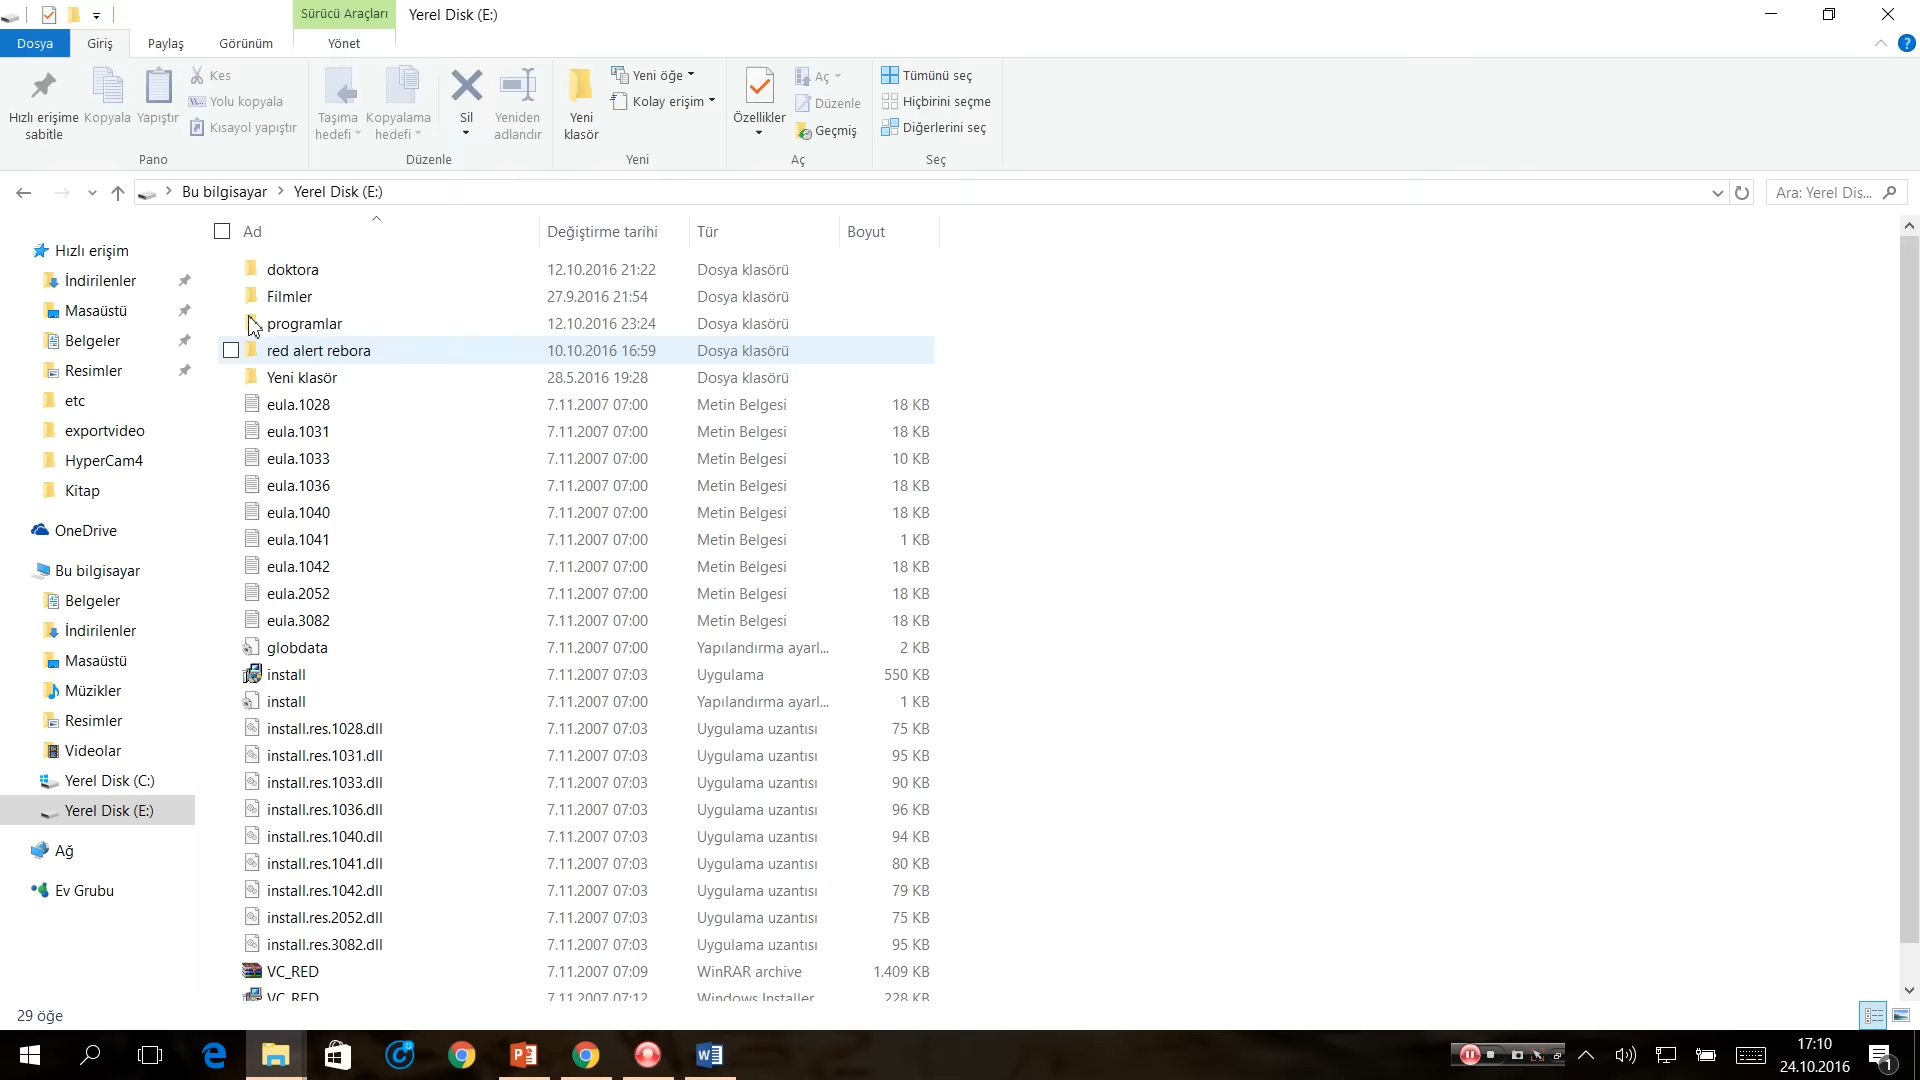 Sürücü Araçları
Yerel Disk (E:)
Dosya
Giriş
Paylaş
Görünüm
Yönet
Hızlı erişime sabitle
Kopyala
Yapıştır
Kes
Yolu kopyala
Kısayol yapıştır
Pano
Taşıma hedefi
Kopyalama hedefi
Sil
Yeniden adlandır
Düzenle
Yeni klasör
Yeni öğe
Kolay erişim
Yeni
Özellikler
Aç
Düzenle
Geçmiş
Aç
Tümünü seç
Hiçbirini seçme
Diğerlerini seç
Seç
Bu bilgisayar > Yerel Disk (E:)
Ara: Yerel Dis...
Hızlı erişim
İndirilenler
Masaüstü
Belgeler
Resimler
etc
exportvideo
HyperCam4
Kitap
OneDrive
Bu bilgisayar
Belgeler
İndirilenler
Masaüstü
Müzikler
Resimler
Videolar
Yerel Disk (C:)
Yerel Disk (E:)
Ağ
Ev Grubu
Ad Değiştirme tarihi Tür Boyut
doktora 12.10.2016 21:22 Dosya klasörü
Filmler 27.9.2016 21:54 Dosya klasörü
programlar 12.10.2016 23:24 Dosya klasörü
red alert rebora 10.10.2016 16:59 Dosya klasörü
Yeni klasör 28.5.2016 19:28 Dosya klasörü
eula.1028 7.11.2007 07:00 Metin Belgesi 18 KB
eula.1031 7.11.2007 07:00 Metin Belgesi 18 KB
eula.1033 7.11.2007 07:00 Metin Belgesi 10 KB
eula.1036 7.11.2007 07:00 Metin Belgesi 18 KB
eula.1040 7.11.2007 07:00 Metin Belgesi 18 KB
eula.1041 7.11.2007 07:00 Metin Belgesi 1 KB
eula.1042 7.11.2007 07:00 Metin Belgesi 18 KB
eula.2052 7.11.2007 07:00 Metin Belgesi 18 KB
eula.3082 7.11.2007 07:00 Metin Belgesi 18 KB
globdata 7.11.2007 07:00 Yapılandırma ayarl... 2 KB
install 7.11.2007 07:03 Uygulama 550 KB
install 7.11.2007 07:00 Yapılandırma ayarl... 1 KB
install.res.1028.dll 7.11.2007 07:03 Uygulama uzantısı 75 KB
install.res.1031.dll 7.11.2007 07:03 Uygulama uzantısı 95 KB
install.res.1033.dll 7.11.2007 07:03 Uygulama uzantısı 90 KB
install.res.1036.dll 7.11.2007 07:03 Uygulama uzantısı 96 KB
install.res.1040.dll 7.11.2007 07:03 Uygulama uzantısı 94 KB
install.res.1041.dll 7.11.2007 07:03 Uygulama uzantısı 80 KB
install.res.1042.dll 7.11.2007 07:03 Uygulama uzantısı 79 KB
install.res.2052.dll 7.11.2007 07:03 Uygulama uzantısı 75 KB
install.res.3082.dll 7.11.2007 07:03 Uygulama uzantısı 95 KB
VC_RED 7.11.2007 07:09 WinRAR archive 1.409 KB
VC_RED 7.11.2007 07:12 Windows Installer 228 KB
29 öğe
17:10
24.10.2016
1